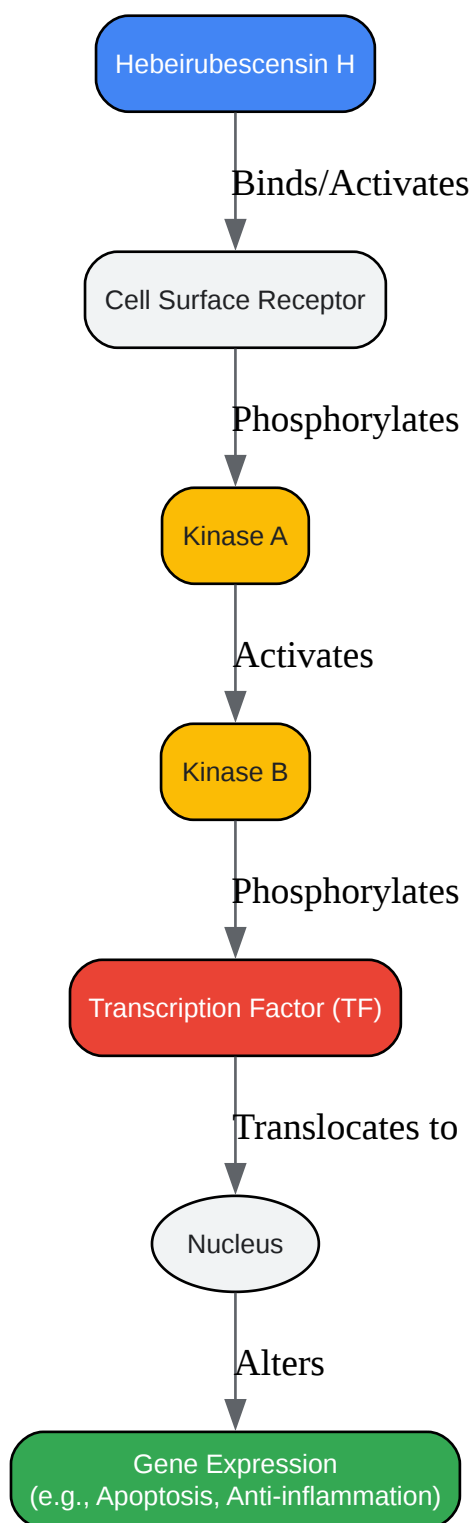 Hebeirubescensin H
Binds/Activates
Cell Surface Receptor
Phosphorylates
Kinase A
Activates
Kinase B
Phosphorylates
Transcription Factor (TF)
Translocates to
Nucleus
Alters
Gene Expression
(e.g., Apoptosis, Anti-inflammation)